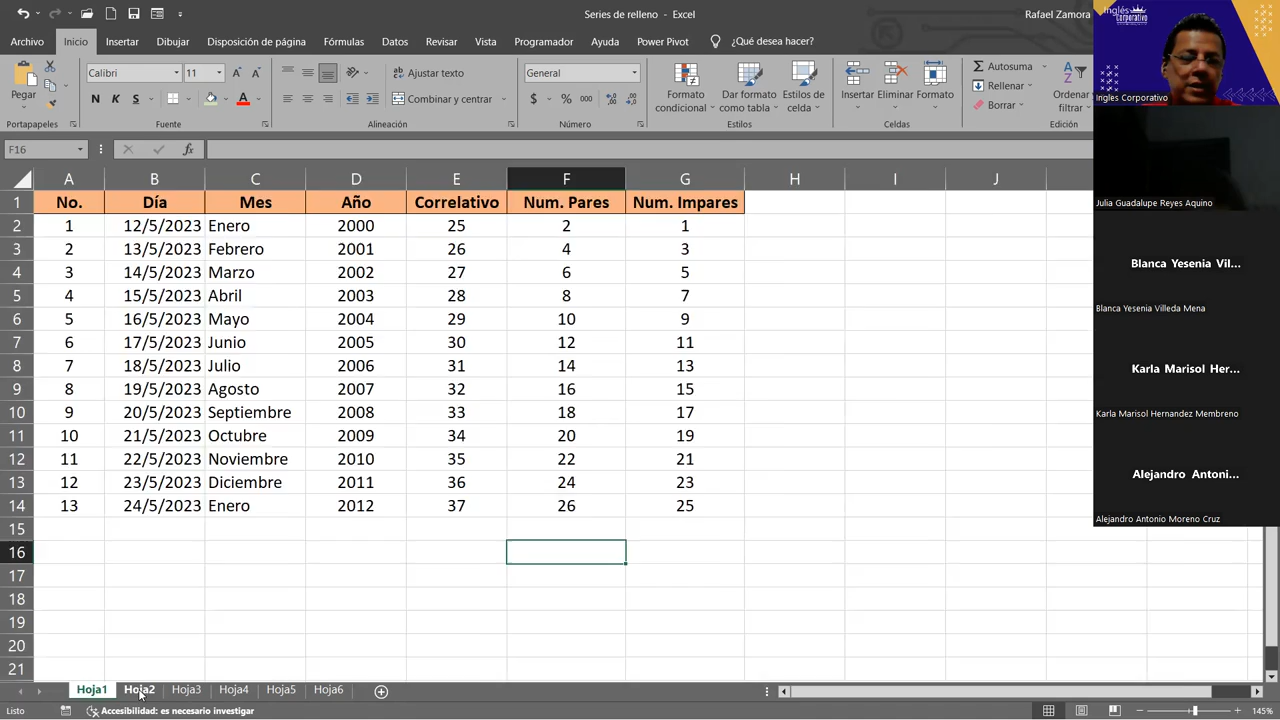 Series de relleno - Excel
Rafael Zamora
Archivo Inicio Insertar Dibujar Disposición de página Fórmulas Datos Revisar Vista Programador Ayuda Power Pivot ¿Qué desea hacer?
Pegar
Calibri 11
N K S
Ajustar texto
Combinar y centrar
General
$ % 000
Formato condicional
Dar formato como tabla
Estilos de celda
Insertar Eliminar Formato
Autosuma
Rellenar
Borrar
Ordenar filtrar
Portapapeles Fuente Alineación Número Estilos Celdas Edición
F16 fx
A B C D E F G H I J
1 No. Día Mes Año Correlativo Num. Pares Num. Impares
2 1 12/5/2023 Enero 2000 25 2 1
3 2 13/5/2023 Febrero 2001 26 4 3
4 3 14/5/2023 Marzo 2002 27 6 5
5 4 15/5/2023 Abril 2003 28 8 7
6 5 16/5/2023 Mayo 2004 29 10 9
7 6 17/5/2023 Junio 2005 30 12 11
8 7 18/5/2023 Julio 2006 31 14 13
9 8 19/5/2023 Agosto 2007 32 16 15
10 9 20/5/2023 Septiembre 2008 33 18 17
11 10 21/5/2023 Octubre 2009 34 20 19
12 11 22/5/2023 Noviembre 2010 35 22 21
13 12 23/5/2023 Diciembre 2011 36 24 23
14 13 24/5/2023 Enero 2012 37 26 25
15
16
17
18
19
20
21
Hoja1 Hoja2 Hoja3 Hoja4 Hoja5 Hoja6
Listo Accesibilidad: es necesario investigar 145%
Inglés
Corporativo
Ingles Corporativo
Julia Guadalupe Reyes Aquino
Blanca Yesenia Vil...
Blanca Yesenia Villeda Mena
Karla Marisol Her...
Karla Marisol Hernandez Membreno
Alejandro Antoni...
Alejandro Antonio Moreno Cruz